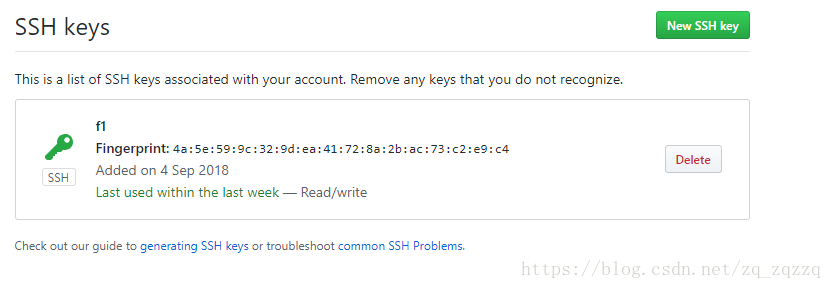 SSH keys
New SSH key
This is a list of SSH keys associated with your account. Remove any keys that you do not recognize.
f1
Fingerprint: 4a:5e:59:9c:32:9d:ea:41:72:8a:2b:ac:73:c2:e9:c4
SSH
Added on 4 Sep 2018
Last used within the last week — Read/write
Delete
Check out our guide to generating SSH keys or troubleshoot common SSH Problems.
https://blog.csdn.net/zq_zqzzq